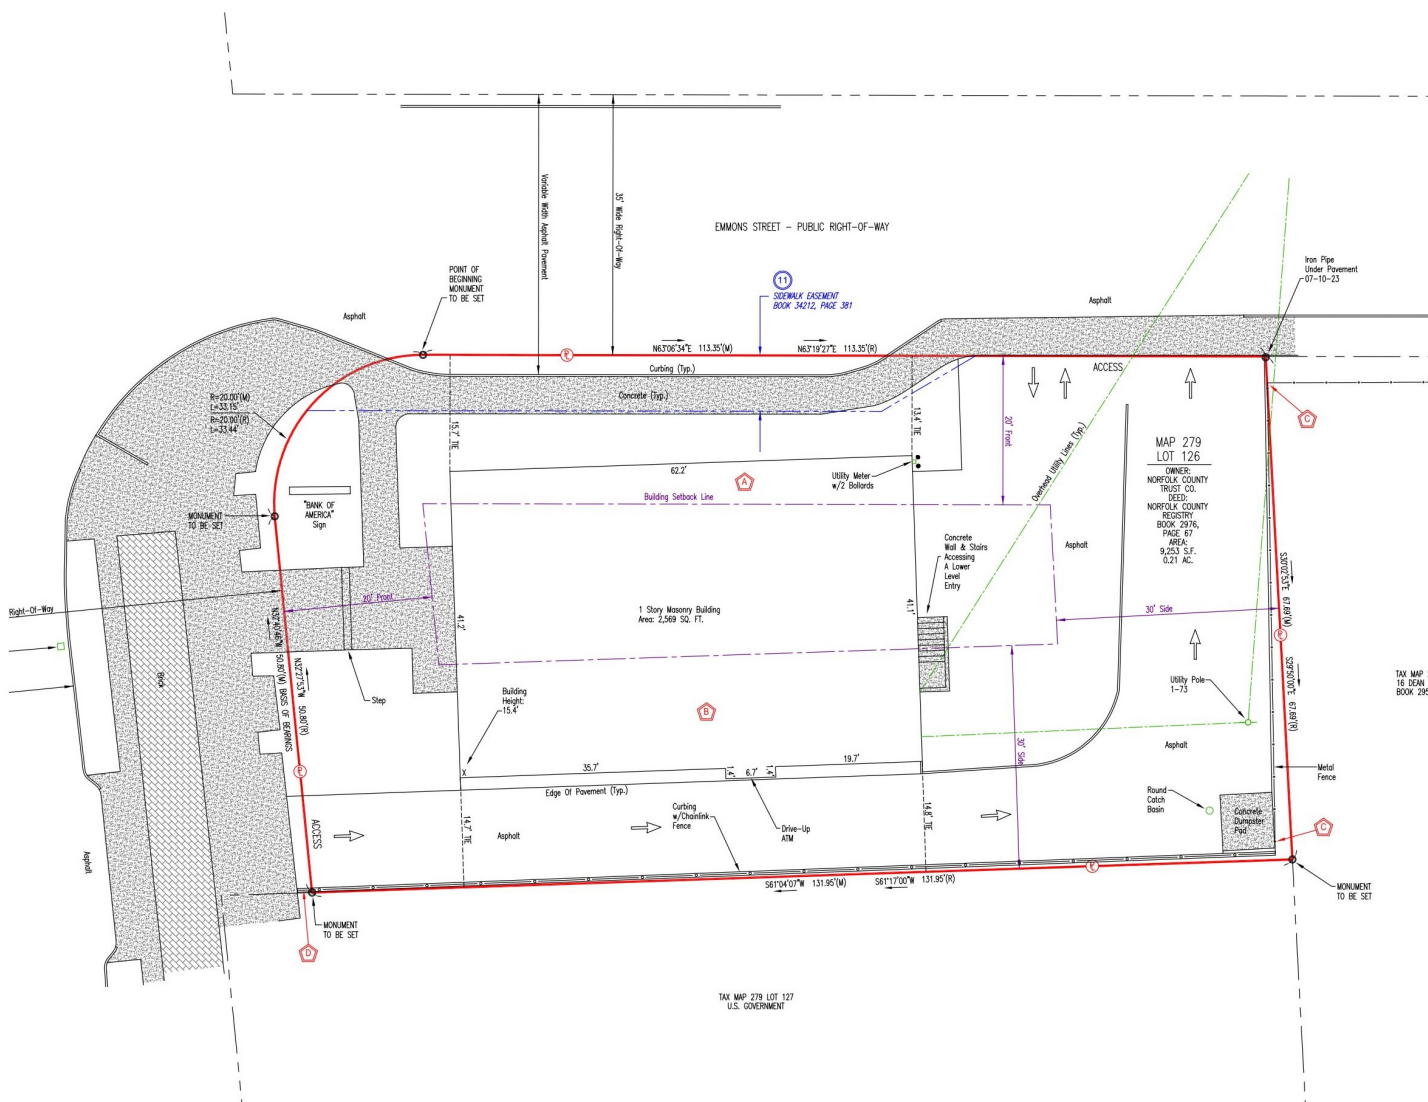 Variable Width Asphalt Pavement
35' Wide Right-Of-Way
EMMONS STREET - PUBLIC RIGHT-OF-WAY
POINT OF
BEGINNING
MONUMENT
TO BE SET
11
SIDEWALK EASEMENT
BOOK 34212, PAGE 381
Iron Pipe
Under Pavement
07-10-23
Asphalt
Asphalt
N63°06'34"E 113.35'(M)
N63°19'27"E 113.35'(R)
PL
Curbing (Typ.)
ACCESS
Concrete (Typ.)
R=20.00'(M)
L=33.15'
R=20.00'(R)
L=33.44'
15.7' TIE
13.4' TIE
20' Front
Overhead Utility Lines (Typ.)
C
MAP 279
LOT 126
OWNER:
NORFOLK COUNTY
TRUST CO.
DEED:
NORFOLK COUNTY
REGISTRY
BOOK 2976,
PAGE 67
AREA:
9,253 S.F.
0.21 AC.
62.2'
A
Utility Meter
w/2 Bollards
Building Setback Line
"BANK OF
AMERICA"
Sign
MONUMENT
TO BE SET
Concrete
Wall & Stairs
Accessing
A Lower
Level
Entry
Asphalt
S30°02'53"E 67.69'(M)
S29°50'00"E 67.69'(R)
PL
Right-Of-Way
20' Front
1 Story Masonry Building
Area: 2,569 SQ. FT.
41.2'
41.1'
30' Side
N32°40'46"W 50.80'(M) BASIS OF BEARINGS
N32°27'53"W 50.80'(R)
Brick
Step
Building
Height:
15.4'
B
Utility Pole
1-73
TAX MAP
16 DEAN
BOOK 295
X
35.7'
1.4'
6.7'
1.4'
19.7'
30' Side
Asphalt
Metal
Fence
PL
Edge Of Pavement (Typ.)
Round
Catch
Basin
Concrete
Dumpster
Pad
C
ACCESS
Asphalt
14.7' TIE
Curbing
w/Chainlink
Fence
Drive-Up
ATM
14.8' TIE
Asphalt
PL
S61°04'07"W 131.95'(M)
S61°17'00"W 131.95'(R)
MONUMENT
TO BE SET
MONUMENT
TO BE SET
D
TAX MAP 279 LOT 127
U.S. GOVERNMENT